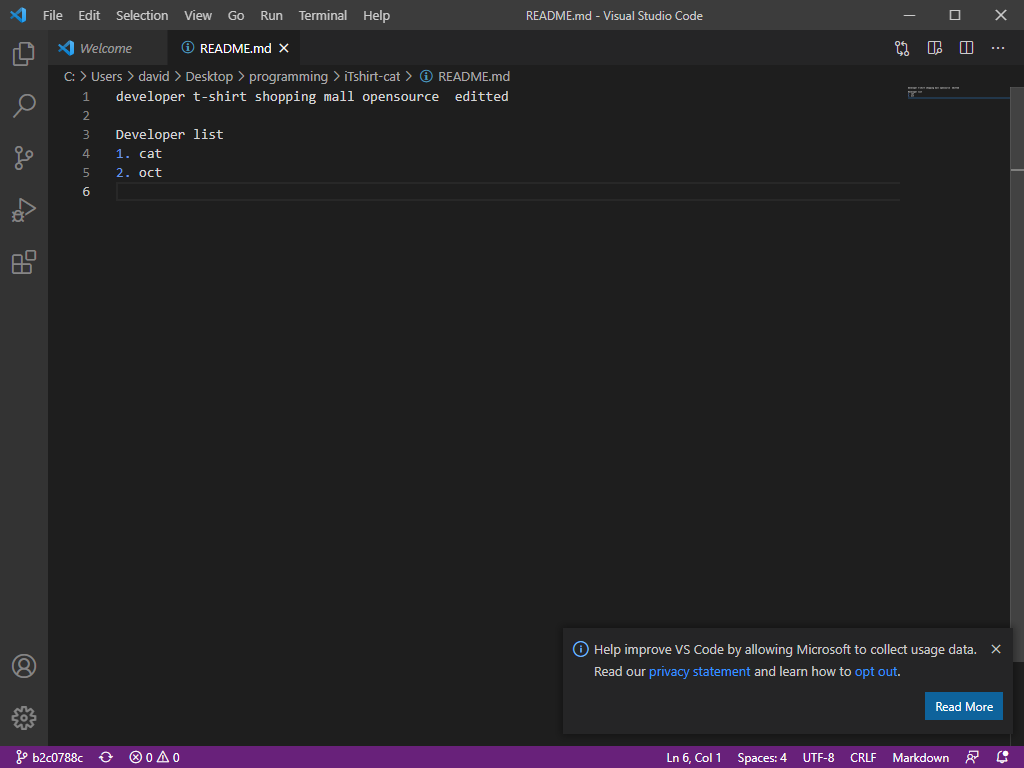 File Edit Selection View Go Run Terminal Help README.md - Visual Studio Code
Welcome README.md
C: > Users > david > Desktop > programming > iTshirt-cat > README.md
1 developer t-shirt shopping mall opensource  editted
2
3 Developer list
4 1. cat
5 2. oct
6
Help improve VS Code by allowing Microsoft to collect usage data.
Read our privacy statement and learn how to opt out.
Read More
b2c0788c 0 0 Ln 6, Col 1 Spaces: 4 UTF-8 CRLF Markdown